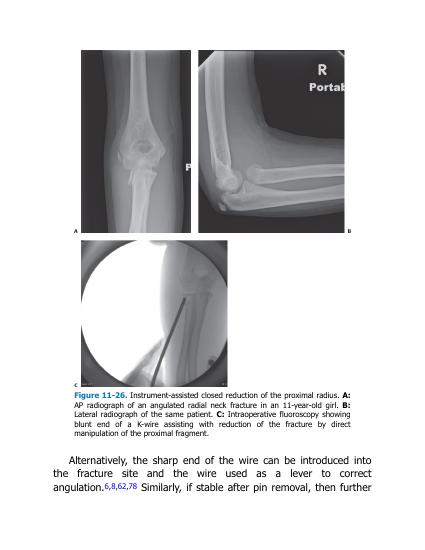 R
Portab
P
A
B
C
Figure 11-26. Instrument-assisted closed reduction of the proximal radius. A:
AP radiograph of an angulated radial neck fracture in an 11-year-old girl. B:
Lateral radiograph of the same patient. C: Intraoperative fluoroscopy showing
blunt end of a K-wire assisting with reduction of the fracture by direct
manipulation of the proximal fragment.
Alternatively, the sharp end of the wire can be introduced into
the fracture site and the wire used as a lever to correct
angulation.6,8,62,78 Similarly, if stable after pin removal, then further